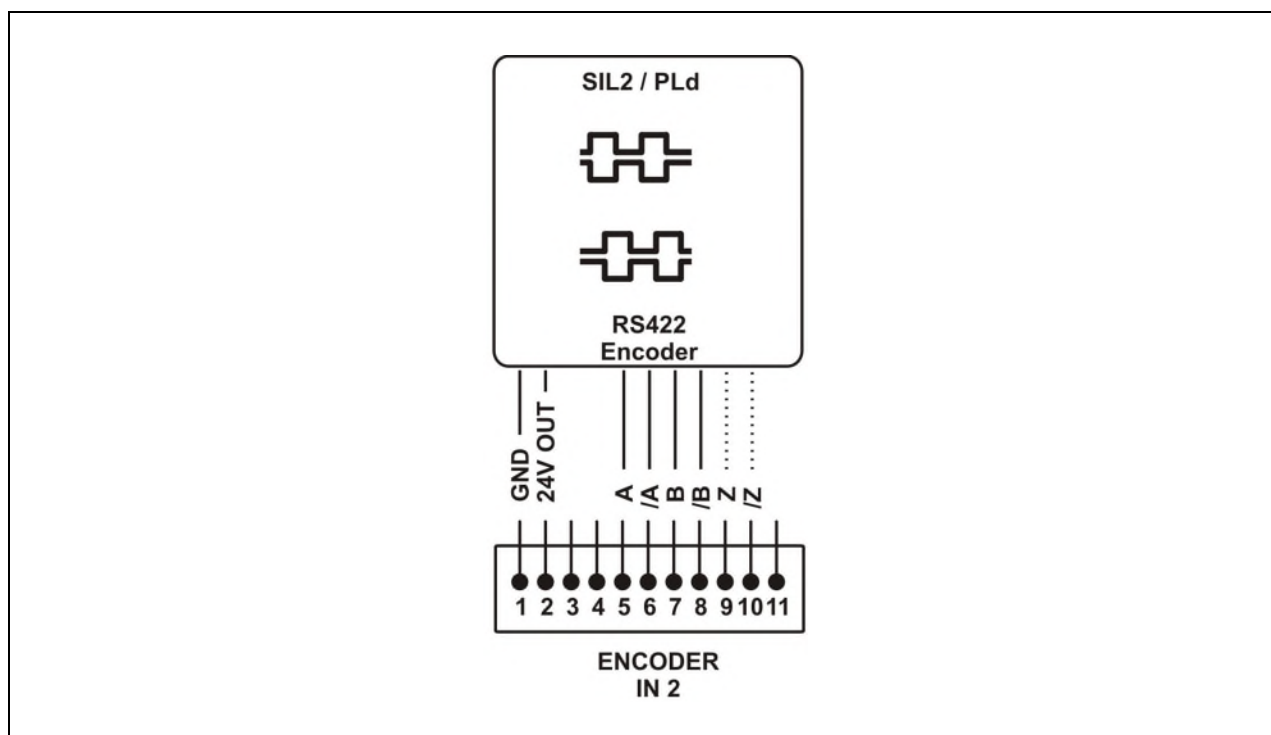 SIL2 / PLd
RS422
Encoder
GND
24V OUT
A
/A
B
/B
Z
/Z
1 2 3 4 5 6 7 8 9 10 11
ENCODER
IN 2